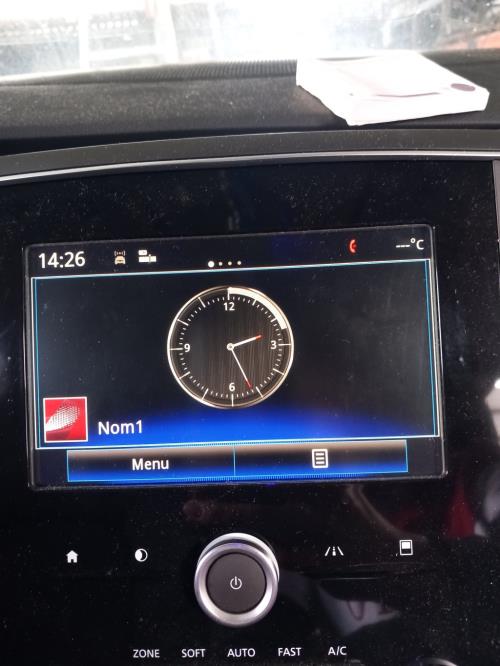 14:26 ---°C
12
9 3
6
Nom1
Menu
ZONE SOFT AUTO FAST A/C